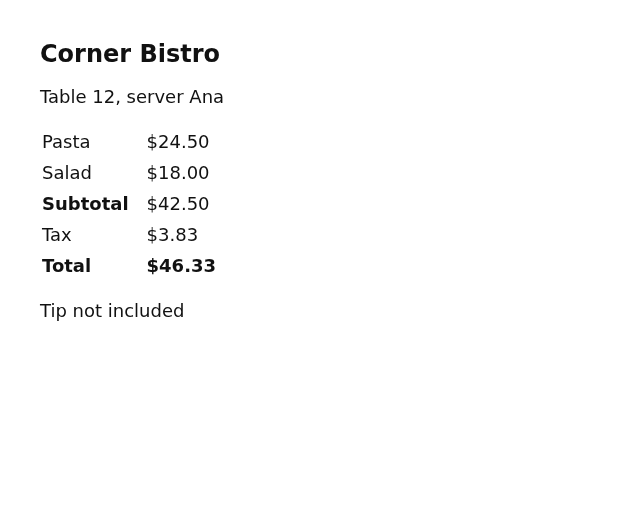 Corner Bistro
Table 12, server Ana
Pasta $24.50
Salad $18.00
Subtotal $42.50
Tax $3.83
Total $46.33
Tip not included